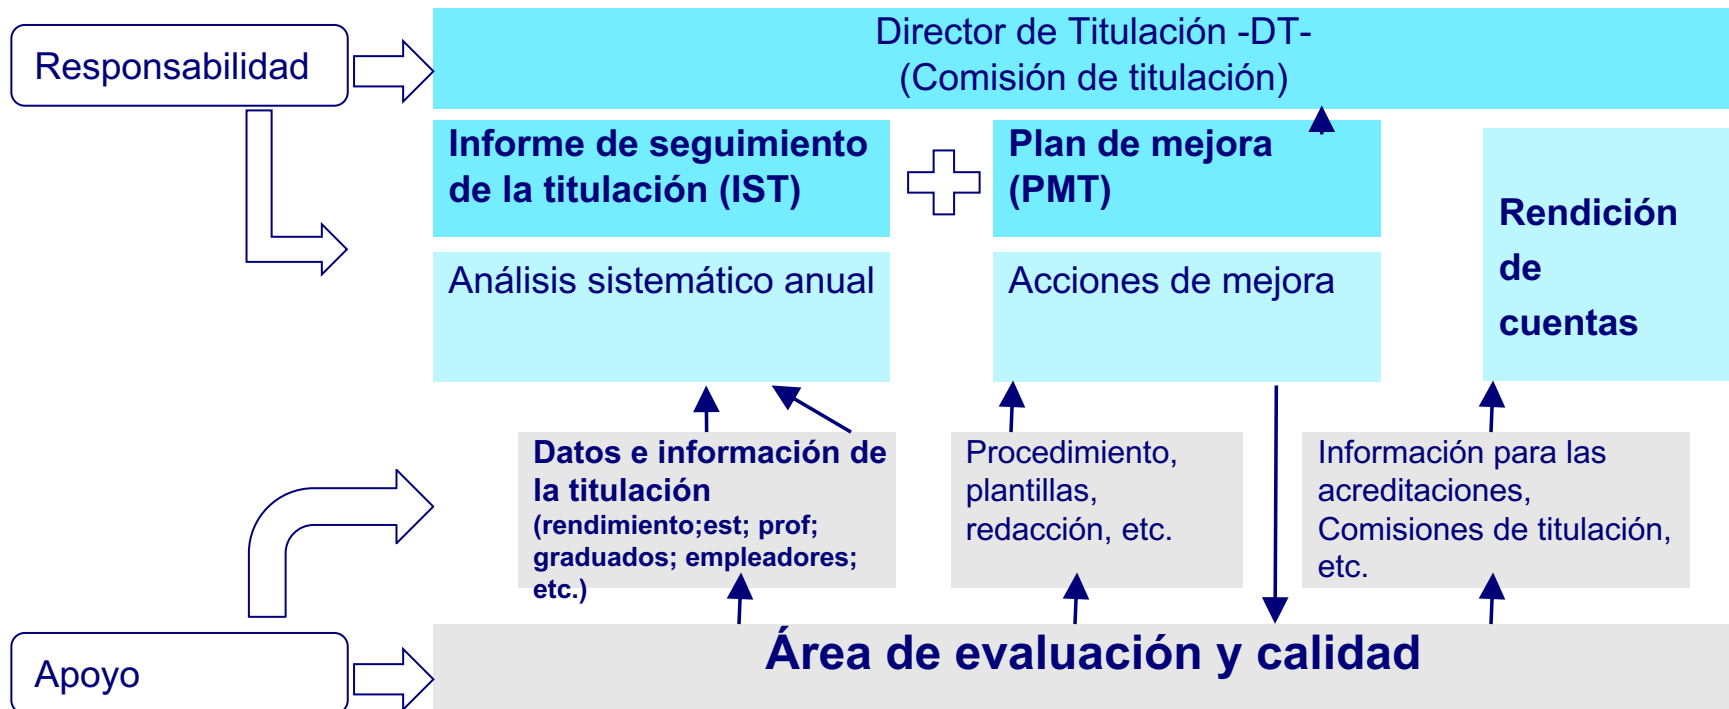 Responsabilidad
Director de Titulación -DT-
(Comisión de titulación)
Informe de seguimiento
de la titulación (IST)
Plan de mejora
(PMT)
Rendición
de
cuentas
Análisis sistemático anual
Acciones de mejora
Datos e información de
la titulación
(rendimiento;est; prof;
graduados; empleadores;
etc.)
Procedimiento,
plantillas,
redacción, etc.
Información para las
acreditaciones,
Comisiones de titulación,
etc.
Apoyo
Área de evaluación y calidad